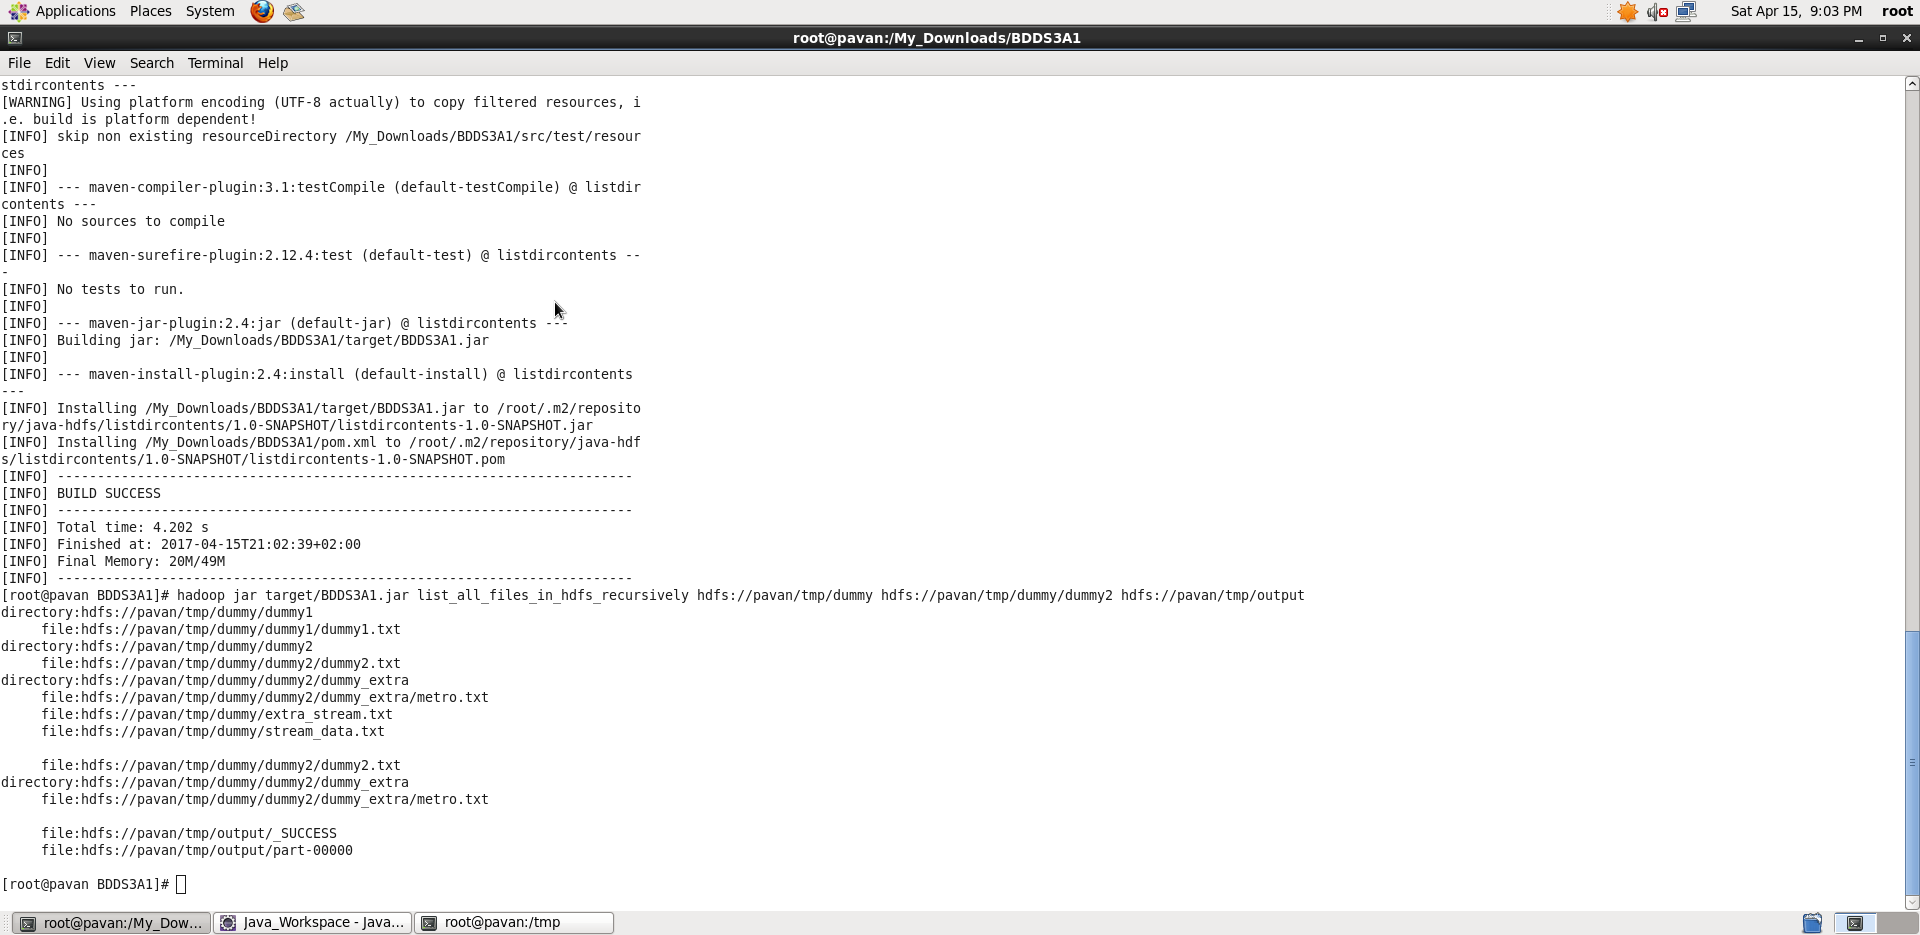 Applications Places System Sat Apr 15, 9:03 PM root
root@pavan:/My_Downloads/BDDS3A1
File Edit View Search Terminal Help
stdircontents ---
[WARNING] Using platform encoding (UTF-8 actually) to copy filtered resources, i
.e. build is platform dependent!
[INFO] skip non existing resourceDirectory /My_Downloads/BDDS3A1/src/test/resour
ces
[INFO]
[INFO] --- maven-compiler-plugin:3.1:testCompile (default-testCompile) @ listdir
contents ---
[INFO] No sources to compile
[INFO]
[INFO] --- maven-surefire-plugin:2.12.4:test (default-test) @ listdircontents --
-
[INFO] No tests to run.
[INFO]
[INFO] --- maven-jar-plugin:2.4:jar (default-jar) @ listdircontents ---
[INFO] Building jar: /My_Downloads/BDDS3A1/target/BDDS3A1.jar
[INFO]
[INFO] --- maven-install-plugin:2.4:install (default-install) @ listdircontents
---
[INFO] Installing /My_Downloads/BDDS3A1/target/BDDS3A1.jar to /root/.m2/reposito
ry/java-hdfs/listdircontents/1.0-SNAPSHOT/listdircontents-1.0-SNAPSHOT.jar
[INFO] Installing /My_Downloads/BDDS3A1/pom.xml to /root/.m2/repository/java-hdf
s/listdircontents/1.0-SNAPSHOT/listdircontents-1.0-SNAPSHOT.pom
[INFO] ------------------------------------------------------------------------
[INFO] BUILD SUCCESS
[INFO] ------------------------------------------------------------------------
[INFO] Total time: 4.202 s
[INFO] Finished at: 2017-04-15T21:02:39+02:00
[INFO] Final Memory: 20M/49M
[INFO] ------------------------------------------------------------------------
[root@pavan BDDS3A1]# hadoop jar target/BDDS3A1.jar list_all_files_in_hdfs_recursively hdfs://pavan/tmp/dummy hdfs://pavan/tmp/dummy/dummy2 hdfs://pavan/tmp/output
directory:hdfs://pavan/tmp/dummy/dummy1
     file:hdfs://pavan/tmp/dummy/dummy1/dummy1.txt
directory:hdfs://pavan/tmp/dummy/dummy2
     file:hdfs://pavan/tmp/dummy/dummy2/dummy2.txt
directory:hdfs://pavan/tmp/dummy/dummy2/dummy_extra
     file:hdfs://pavan/tmp/dummy/dummy2/dummy_extra/metro.txt
     file:hdfs://pavan/tmp/dummy/extra_stream.txt
     file:hdfs://pavan/tmp/dummy/stream_data.txt

     file:hdfs://pavan/tmp/dummy/dummy2/dummy2.txt
directory:hdfs://pavan/tmp/dummy/dummy2/dummy_extra
     file:hdfs://pavan/tmp/dummy/dummy2/dummy_extra/metro.txt

     file:hdfs://pavan/tmp/output/_SUCCESS
     file:hdfs://pavan/tmp/output/part-00000

[root@pavan BDDS3A1]#
root@pavan:/My_Dow... Java_Workspace - Java... root@pavan:/tmp